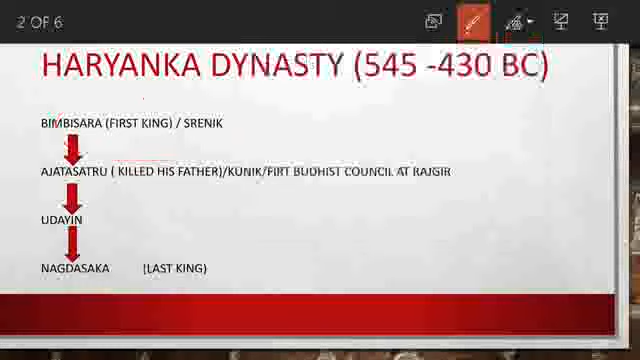 2 OF 6
HARYANKA DYNASTY (545 -430 BC)
BIMBISARA (FIRST KING) / SRENIK
AJATASATRU ( KILLED HIS FATHER)/KUNIK/FIRT BUDHIST COUNCIL AT RAJGIR
UDAYIN
NAGDASAKA (LAST KING)